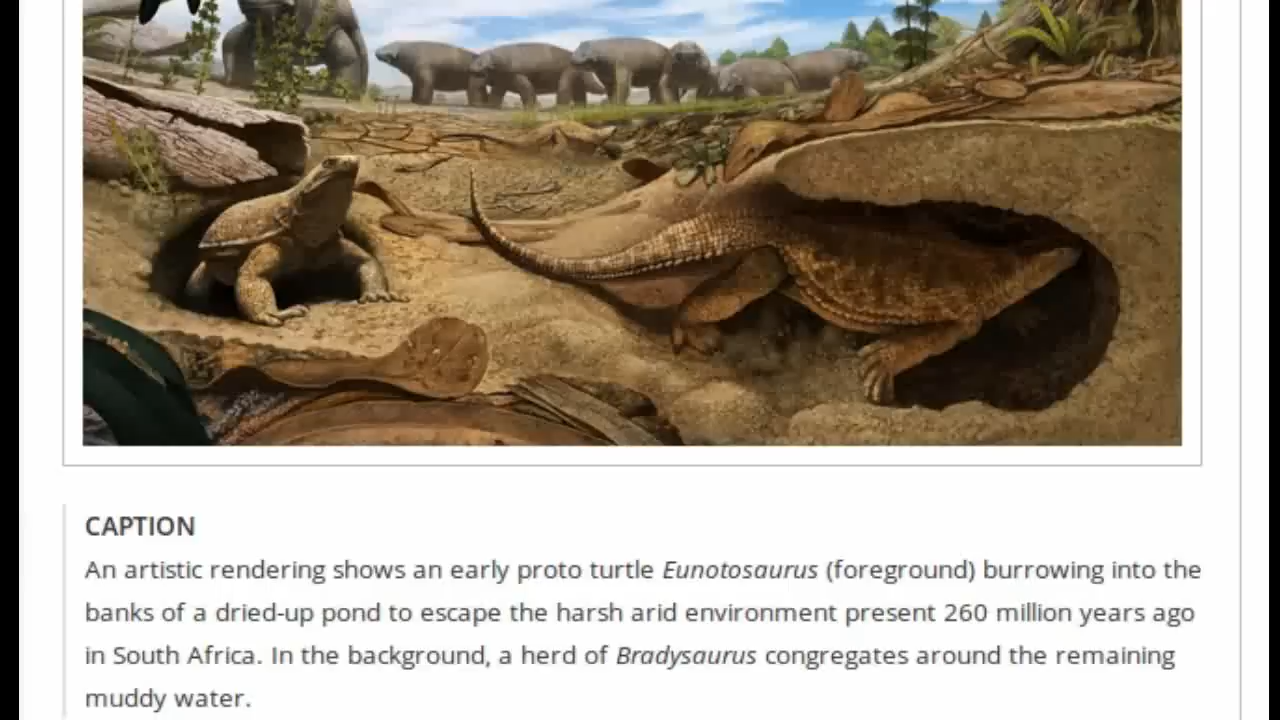 CAPTION
An artistic rendering shows an early proto turtle Eunotosaurus (foreground) burrowing into the
banks of a dried-up pond to escape the harsh arid environment present 260 million years ago
in South Africa. In the background, a herd of Bradysaurus congregates around the remaining
muddy water.